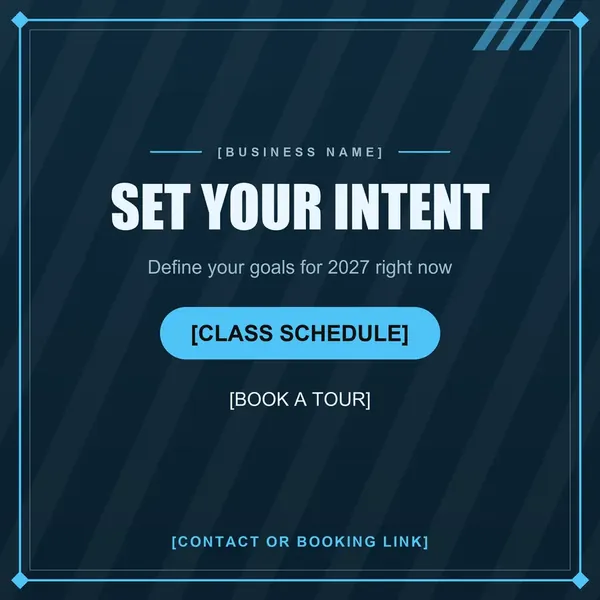 [BUSINESS NAME]
SET YOUR INTENT
Define your goals for 2027 right now
[CLASS SCHEDULE]
[BOOK A TOUR]
[CONTACT OR BOOKING LINK]